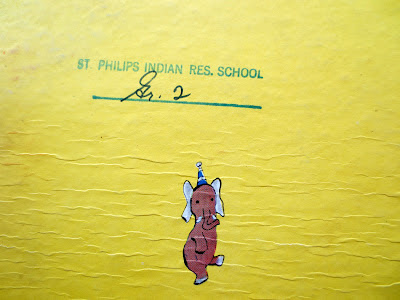 ST. PHILIPS INDIAN RES. SCHOOL
Gr. 2